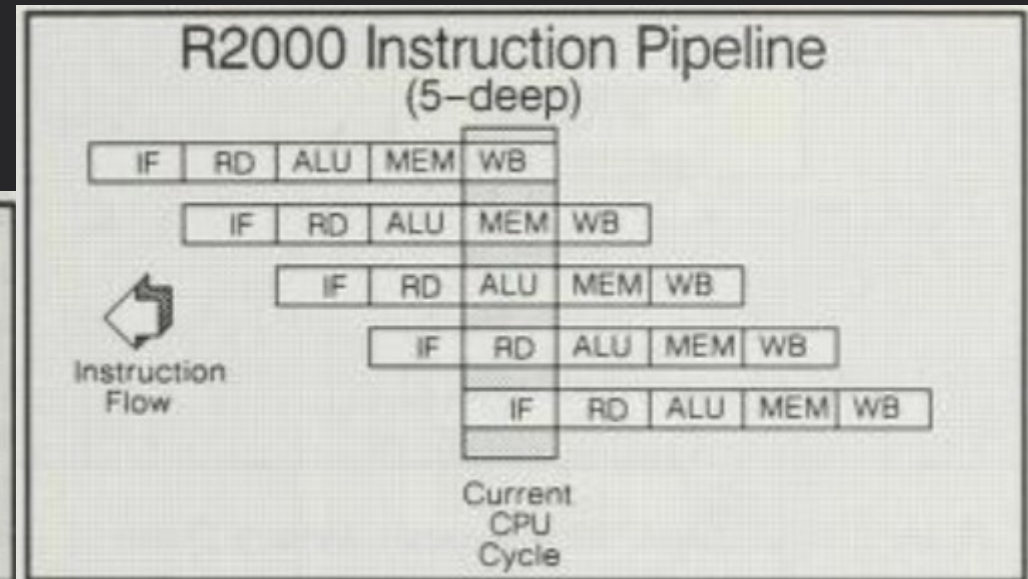 R2000 Instruction Pipeline
(5-deep)
IF RD ALU MEM WB
IF RD ALU MEM WB
IF RD ALU MEM WB
IF RD ALU MEM WB
IF RD ALU MEM WB
Instruction
Flow
Current
CPU
Cycle